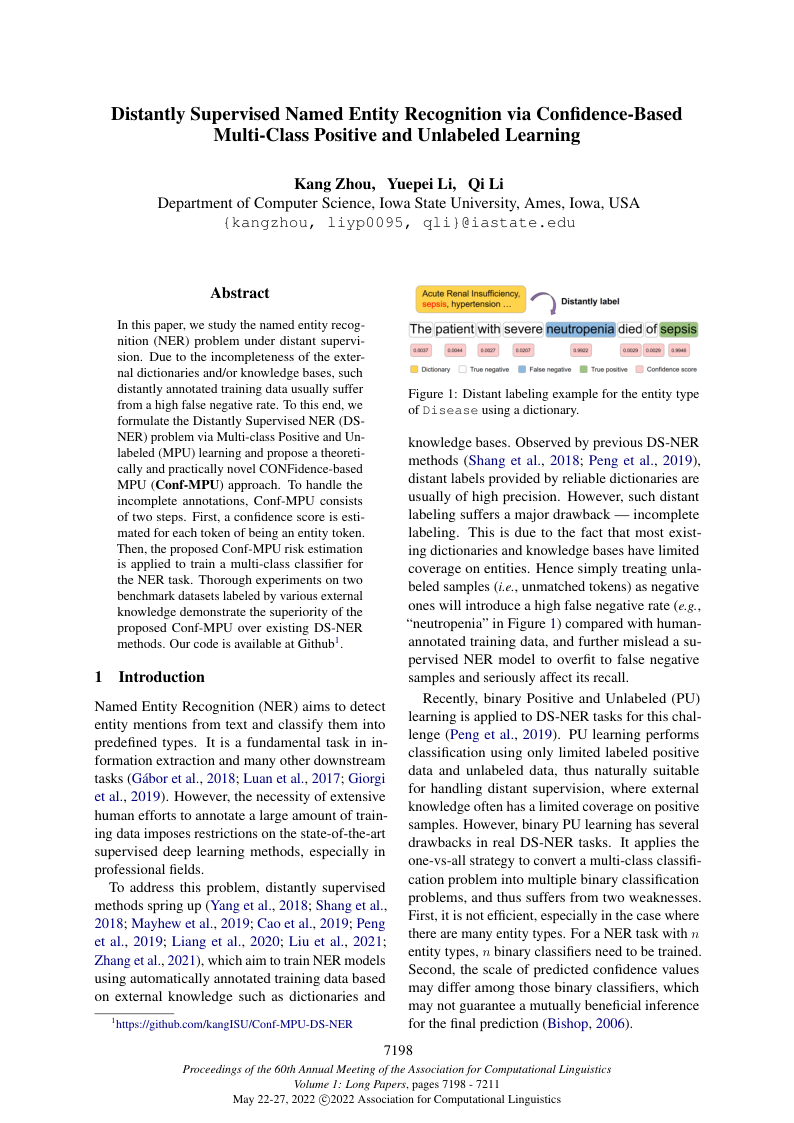 Distantly Supervised Named Entity Recognition via Confidence-Based
Multi-Class Positive and Unlabeled Learning
Kang Zhou, Yuepei Li, Qi Li
Department of Computer Science, Iowa State University, Ames, Iowa, USA
{kangzhou, liyp0095, qli}@iastate.edu
Abstract
In this paper, we study the named entity recog-
nition (NER) problem under distant supervi-
sion. Due to the incompleteness of the exter-
nal dictionaries and/or knowledge bases, such
distantly annotated training data usually suffer
from a high false negative rate. To this end, we
formulate the Distantly Supervised NER (DS-
NER) problem via Multi-class Positive and Un-
labeled (MPU) learning and propose a theoreti-
cally and practically novel CONFidence-based
MPU (Conf-MPU) approach. To handle the
incomplete annotations, Conf-MPU consists
of two steps. First, a confidence score is esti-
mated for each token of being an entity token.
Then, the proposed Conf-MPU risk estimation
is applied to train a multi-class classifier for
the NER task. Thorough experiments on two
benchmark datasets labeled by various external
knowledge demonstrate the superiority of the
proposed Conf-MPU over existing DS-NER
methods. Our code is available at Github1.
1 Introduction
Named Entity Recognition (NER) aims to detect
entity mentions from text and classify them into
predefined types. It is a fundamental task in in-
formation extraction and many other downstream
tasks (Gábor et al., 2018; Luan et al., 2017; Giorgi
et al., 2019). However, the necessity of extensive
human efforts to annotate a large amount of train-
ing data imposes restrictions on the state-of-the-art
supervised deep learning methods, especially in
professional fields.
To address this problem, distantly supervised
methods spring up (Yang et al., 2018; Shang et al.,
2018; Mayhew et al., 2019; Cao et al., 2019; Peng
et al., 2019; Liang et al., 2020; Liu et al., 2021;
Zhang et al., 2021), which aim to train NER models
using automatically annotated training data based
on external knowledge such as dictionaries and
1https://github.com/kangISU/Conf-MPU-DS-NER
Acute Renal Insufficiency,
sepsis, hypertension ...
Distantly label
The patient with severe neutropenia died of sepsis
0.0037 0.0044 0.0027 0.0207 0.9922 0.0029 0.0025 0.9948
Dictionary True negative False negative True positive Confidence score
Figure 1: Distant labeling example for the entity type
of Disease using a dictionary.
knowledge bases. Observed by previous DS-NER
methods (Shang et al., 2018; Peng et al., 2019),
distant labels provided by reliable dictionaries are
usually of high precision. However, such distant
labeling suffers a major drawback — incomplete
labeling. This is due to the fact that most exist-
ing dictionaries and knowledge bases have limited
coverage on entities. Hence simply treating unla-
beled samples (i.e., unmatched tokens) as negative
ones will introduce a high false negative rate (e.g.,
“neutropenia” in Figure 1) compared with human-
annotated training data, and further mislead a su-
pervised NER model to overfit to false negative
samples and seriously affect its recall.
Recently, binary Positive and Unlabeled (PU)
learning is applied to DS-NER tasks for this chal-
lenge (Peng et al., 2019). PU learning performs
classification using only limited labeled positive
data and unlabeled data, thus naturally suitable
for handling distant supervision, where external
knowledge often has a limited coverage on positive
samples. However, binary PU learning has several
drawbacks in real DS-NER tasks. It applies the
one-vs-all strategy to convert a multi-class classifi-
cation problem into multiple binary classification
problems, and thus suffers from two weaknesses.
First, it is not efficient, especially in the case where
there are many entity types. For a NER task with n
entity types, n binary classifiers need to be trained.
Second, the scale of predicted confidence values
may differ among those binary classifiers, which
may not guarantee a mutually beneficial inference
for the final prediction (Bishop, 2006).
7198
Proceedings of the 60th Annual Meeting of the Association for Computational Linguistics
Volume 1: Long Papers, pages 7198 - 7211
May 22-27, 2022 ©2022 Association for Computational Linguistics